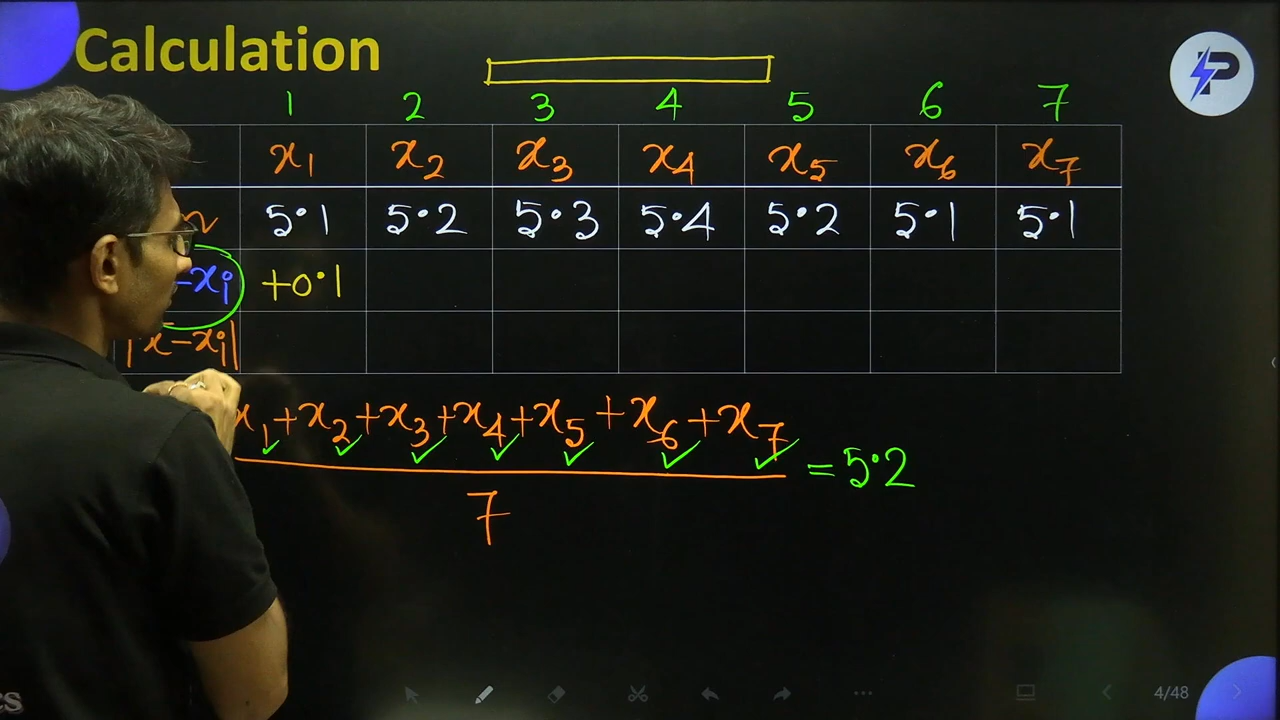 Calculation
1 2 3 4 5 6 7
x₁ x₂ x₃ x₄ x₅ x₆ x₇
5.1 5.2 5.3 5.4 5.2 5.1 5.1
-xᵢ +0.1
|x̄-xᵢ|
x₁+x₂+x₃+x₄+x₅+x₆+x₇
= 5.2
7
4/48